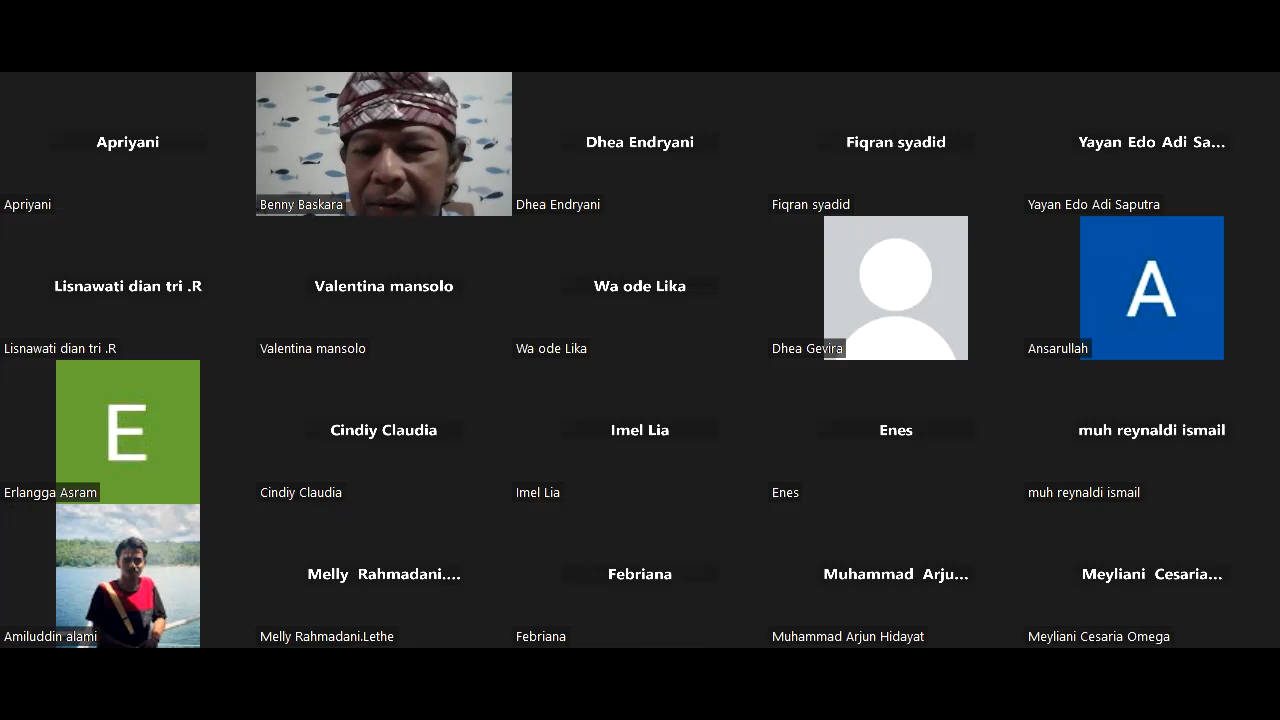 Apriyani
Apriyani
Benny Baskara
Dhea Endryani
Dhea Endryani
Fiqran syadid
Fiqran syadid
Yayan Edo Adi Sa...
Yayan Edo Adi Saputra
Lisnawati dian tri .R
Lisnawati dian tri .R
Valentina mansolo
Valentina mansolo
Wa ode Lika
Wa ode Lika
Dhea Gevira
A
Ansarullah
E
Erlangga Asram
Cindiy Claudia
Cindiy Claudia
Imel Lia
Imel Lia
Enes
Enes
muh reynaldi ismail
muh reynaldi ismail
Amiluddin alami
Melly Rahmadani....
Melly Rahmadani.Lethe
Febriana
Febriana
Muhammad Arju...
Muhammad Arjun Hidayat
Meyliani Cesaria...
Meyliani Cesaria Omega